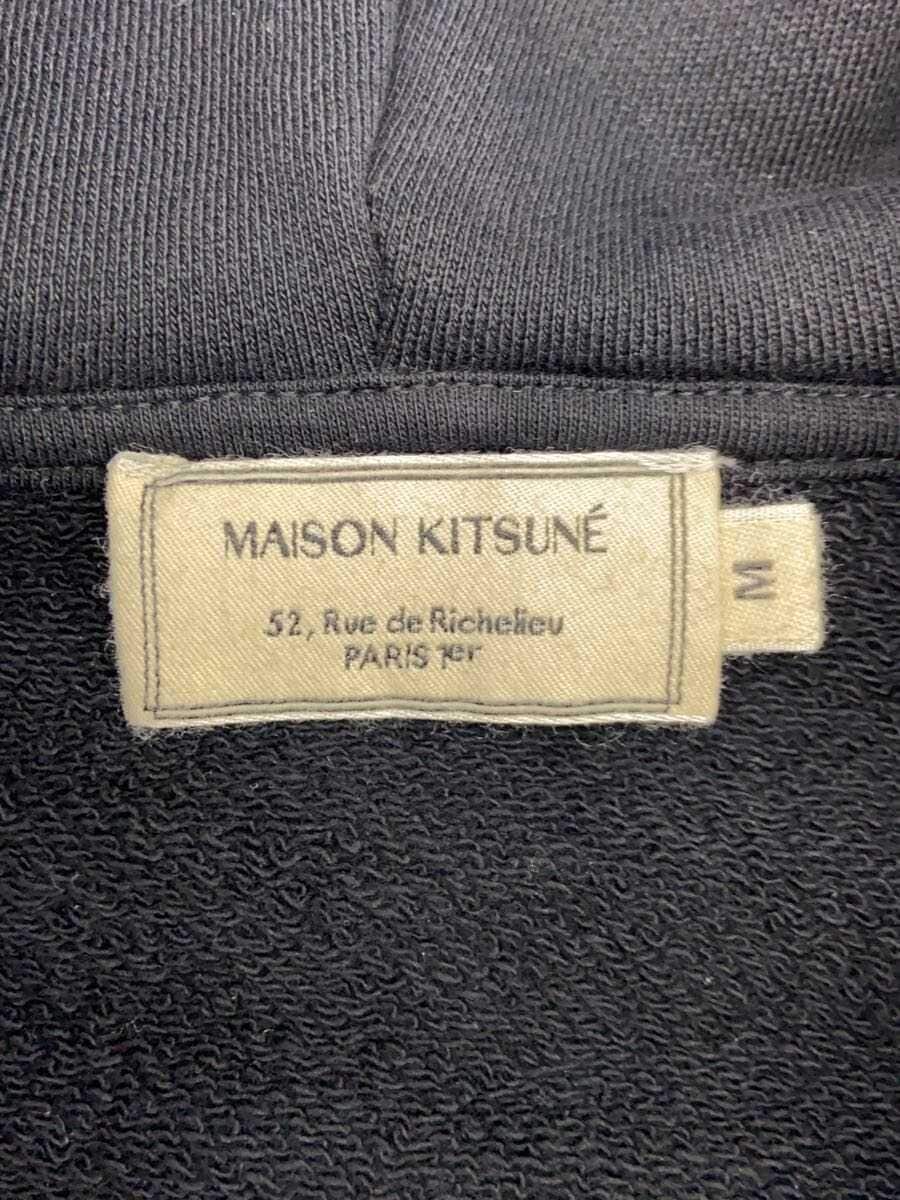 MAISON KITSUNÉ
52, Rue de Richelieu
PARIS 1er
M